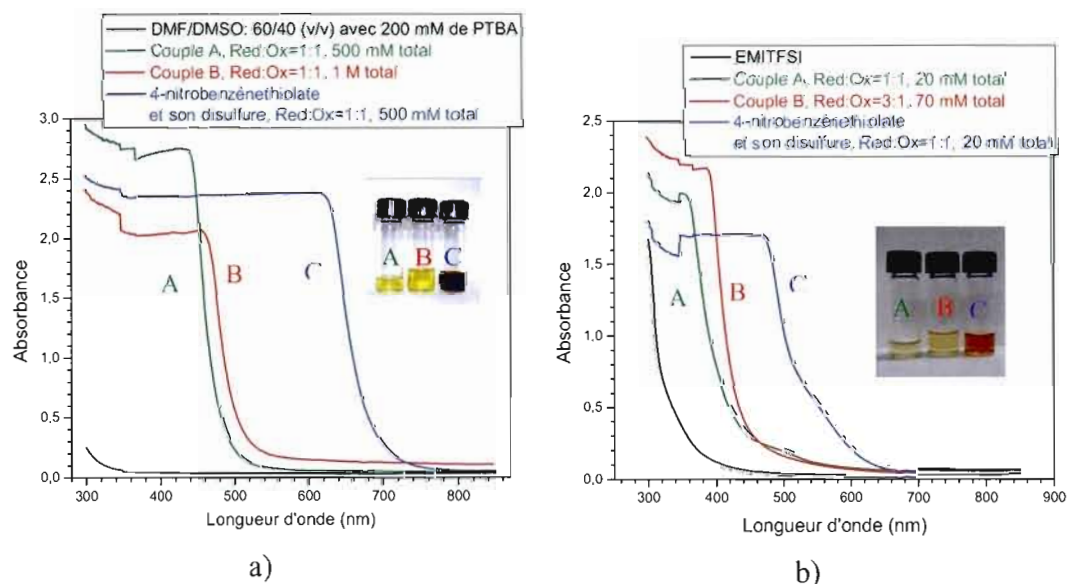 DMF/DMSO: 60/40 (v/v) avec 200 mM de PTBA
Couple A, Red:Ox=1:1, 500 mM total
Couple B, Red:Ox=1:1, 1 M total
4-nitrobenzénethiolate
et son disulfure, Red:Ox=1:1, 500 mM total
3,0
2,5
2,0
1,5
1,0
0,5
0,0
Absorbance
A
B
C
A B C
300 400 500 600 700 800
Longueur d'onde (nm)
a)
EMITFSI
Couple A, Red:Ox=1:1, 20 mM total
Couple B, Red:Ox=3:1, 70 mM total
4-nitrobenzénethiolate
et son disulfure, Red:Ox=1:1, 20 mM total
2,5
2,0
1,5
1,0
0,5
0,0
Absorbance
A
B
C
A B C
300 400 500 600 700 800 900
Longueur d'onde (nm)
b)